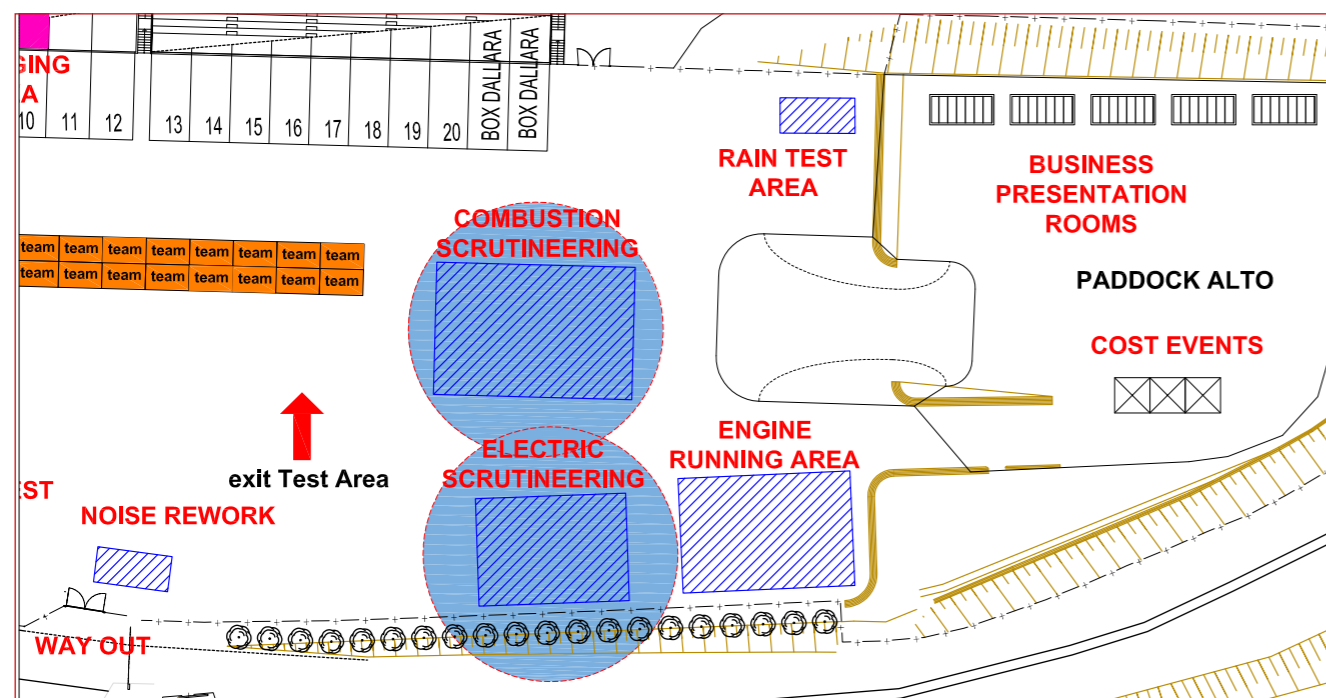 GING
A
10 11 12 13 14 15 16 17 18 19 20 BOX DALLARA BOX DALLARA
RAIN TEST
AREA
BUSINESS
PRESENTATION
ROOMS
COMBUSTION
SCRUTINEERING
team team team team team team team team
team team team team team team team team
PADDOCK ALTO
COST EVENTS
ENGINE
RUNNING AREA
ELECTRIC
SCRUTINEERING
exit Test Area
EST
NOISE REWORK
WAY OUT